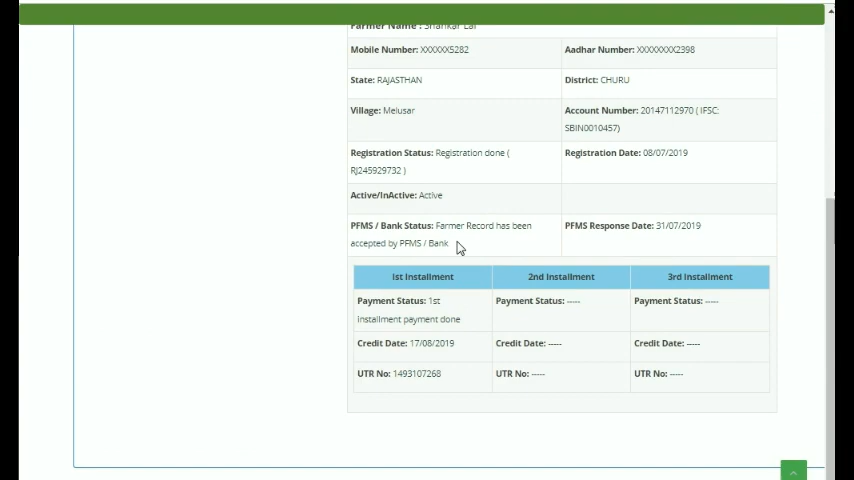 Farmer Name : Shankar Lal
Mobile Number: XXXXXX5282
Aadhar Number: XXXXXXXX2398
State: RAJASTHAN
District: CHURU
Village: Melusar
Account Number: 20147112970 ( IFSC:
SBIN0010457)
Registration Status: Registration done (
RJ245929732 )
Registration Date: 08/07/2019
Active/InActive: Active
PFMS / Bank Status: Farmer Record has been
accepted by PFMS / Bank
PFMS Response Date: 31/07/2019
1st Installment
2nd Installment
3rd Installment
Payment Status: 1st
installment payment done
Payment Status: -----
Payment Status: -----
Credit Date: 17/08/2019
Credit Date: -----
Credit Date: -----
UTR No: 1493107268
UTR No: -----
UTR No: -----